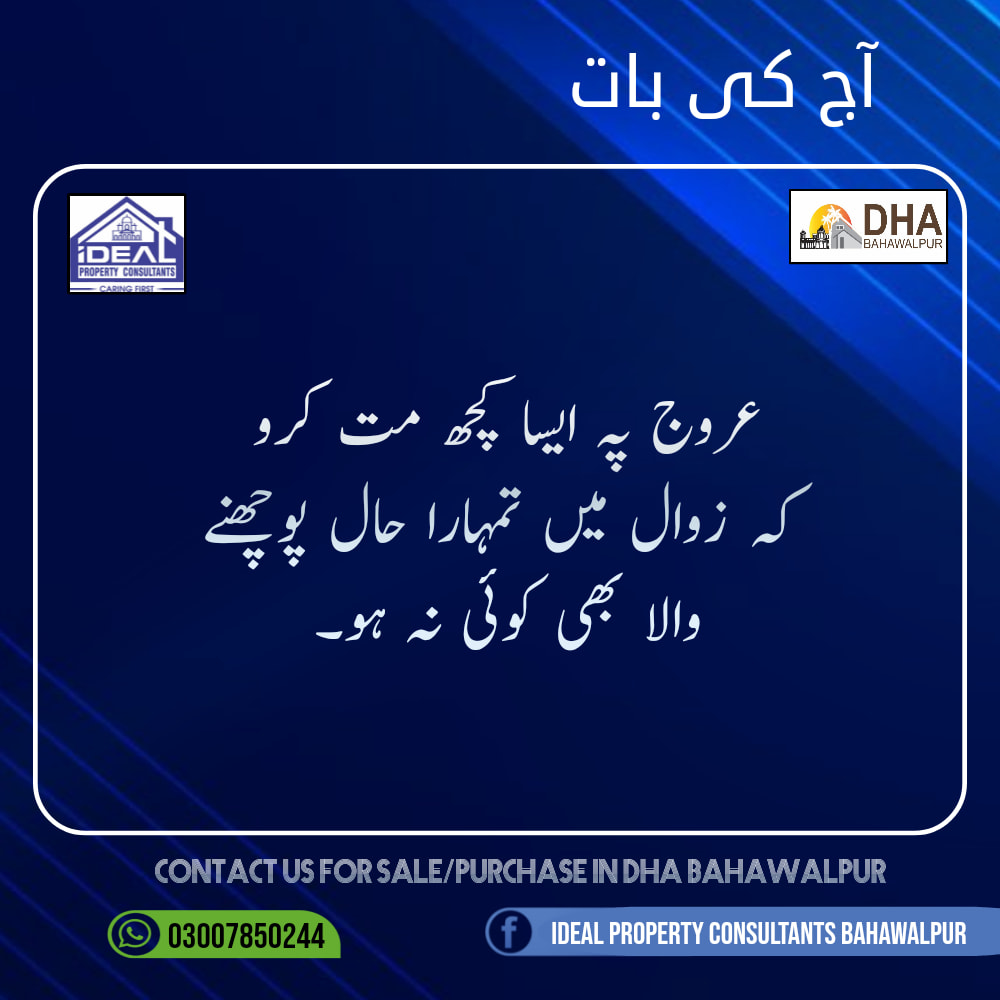 آج کی بات
iDEAL
PROPERTY CONSULTANTS
CARING FIRST
DHA
BAHAWALPUR
عروج پہ ایسا کچھ مت کرو
کہ زوال میں تمہارا حال پوچھنے
والا بھی کوئی نہ ہو۔
CONTACT US FOR SALE/PURCHASE IN DHA BAHAWALPUR
03007850244
IDEAL PROPERTY CONSULTANTS BAHAWALPUR